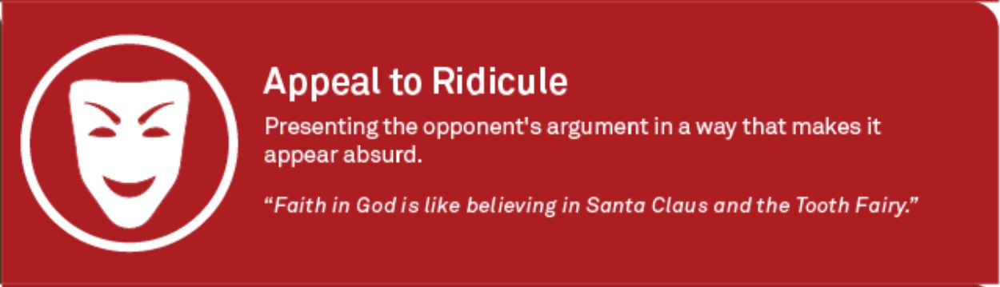 Appeal to Ridicule
Presenting the opponent's argument in a way that makes it
appear absurd.
“Faith in God is like believing in Santa Claus and the Tooth Fairy.”